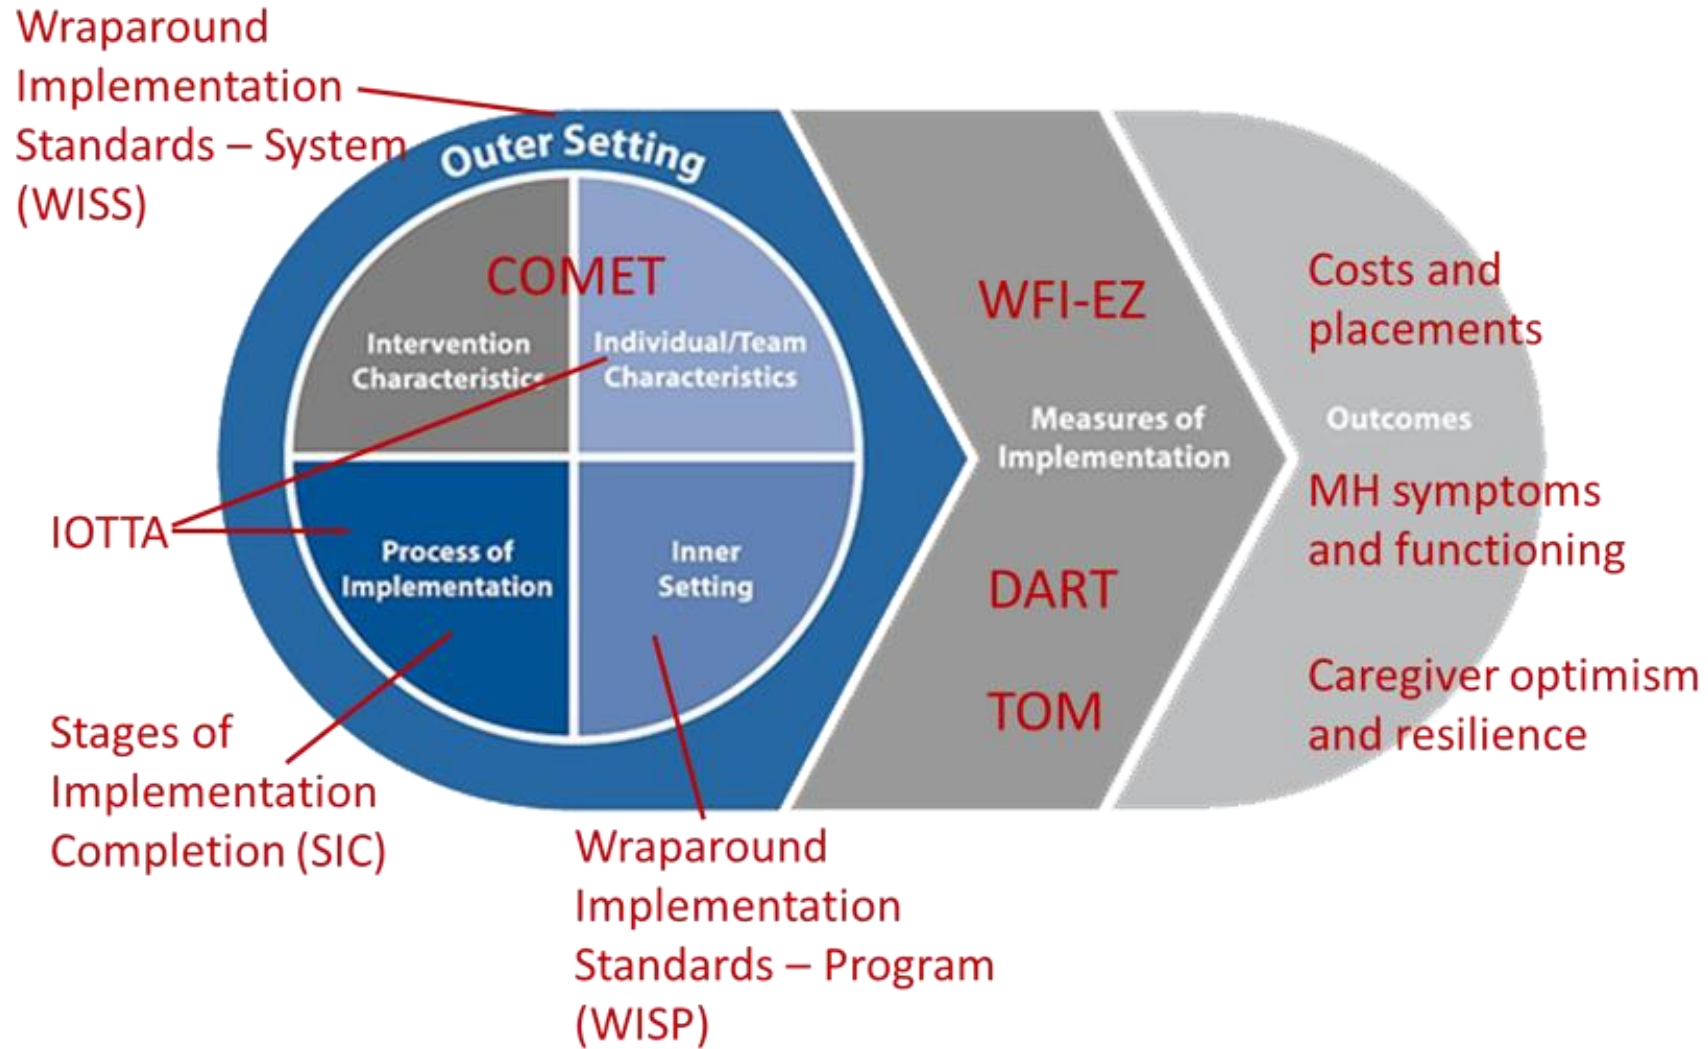 Wraparound
Implementation
Standards – System
(WISS)
Outer Setting
COMET
Intervention
Characteristics
Individual/Team
Characteristics
IOTTA
Process of
Implementation
Inner
Setting
Stages of
Implementation
Completion (SIC)
Wraparound
Implementation
Standards – Program
(WISP)
WFI-EZ
Measures of
Implementation
DART
TOM
Costs and
placements
Outcomes
MH symptoms
and functioning
Caregiver optimism
and resilience